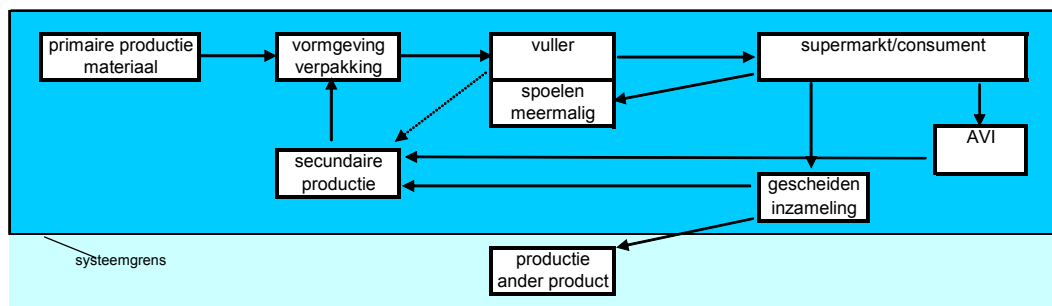 primaire productie
materiaal
vormgeving
verpakking
vuller
spoelen
meermalig
supermarkt/consument
AVI
secundaire
productie
gescheiden
inzameling
systeemgrens
productie
ander product